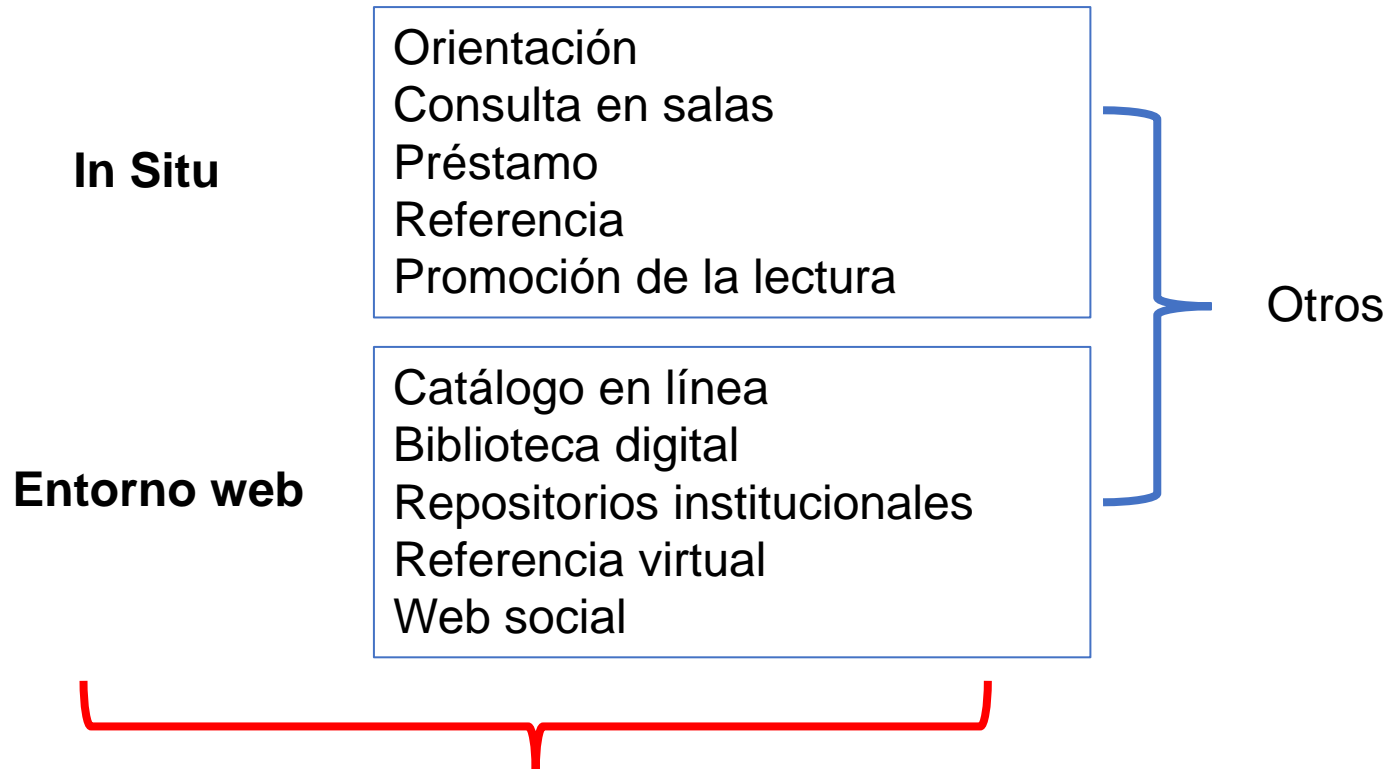 In Situ
Orientación
Consulta en salas
Préstamo
Referencia
Promoción de la lectura
Entorno web
Catálogo en línea
Biblioteca digital
Repositorios institucionales
Referencia virtual
Web social
Otros